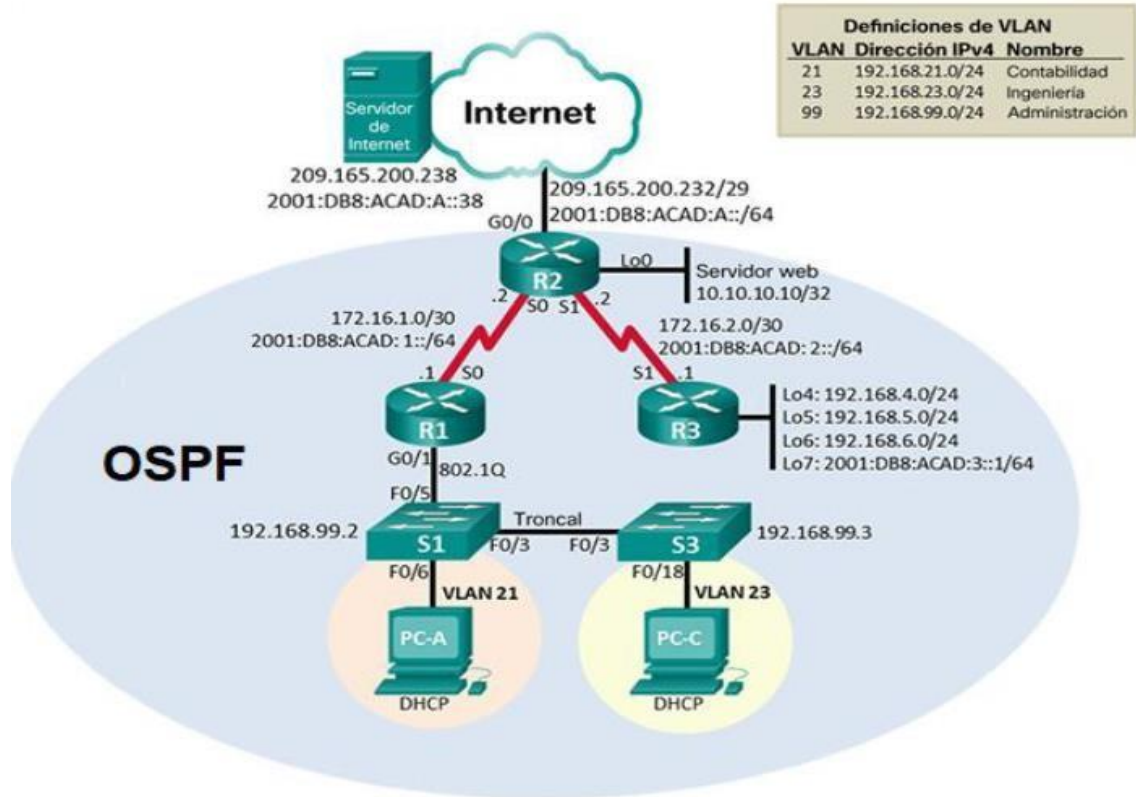 Definiciones de VLAN
VLAN Dirección IPv4 Nombre
21 192.168.21.0/24 Contabilidad
23 192.168.23.0/24 Ingeniería
99 192.168.99.0/24 Administración
Servidor
de
Internet
Internet
209.165.200.238
2001:DB8:ACAD:A::38
209.165.200.232/29
2001:DB8:ACAD:A::/64
G0/0
R2
Lo0
Servidor web
10.10.10.10/32
.2
S0
S1
.2
172.16.1.0/30
2001:DB8:ACAD: 1::/64
172.16.2.0/30
2001:DB8:ACAD: 2::/64
.1
S0
S1
.1
R1
R3
Lo4: 192.168.4.0/24
Lo5: 192.168.5.0/24
Lo6: 192.168.6.0/24
Lo7: 2001:DB8:ACAD:3::1/64
OSPF
G0/1
802.1Q
F0/5
192.168.99.2
S1
F0/3
Troncal
F0/3
S3
192.168.99.3
F0/6
VLAN 21
F0/18
VLAN 23
PC-A
DHCP
PC-C
DHCP